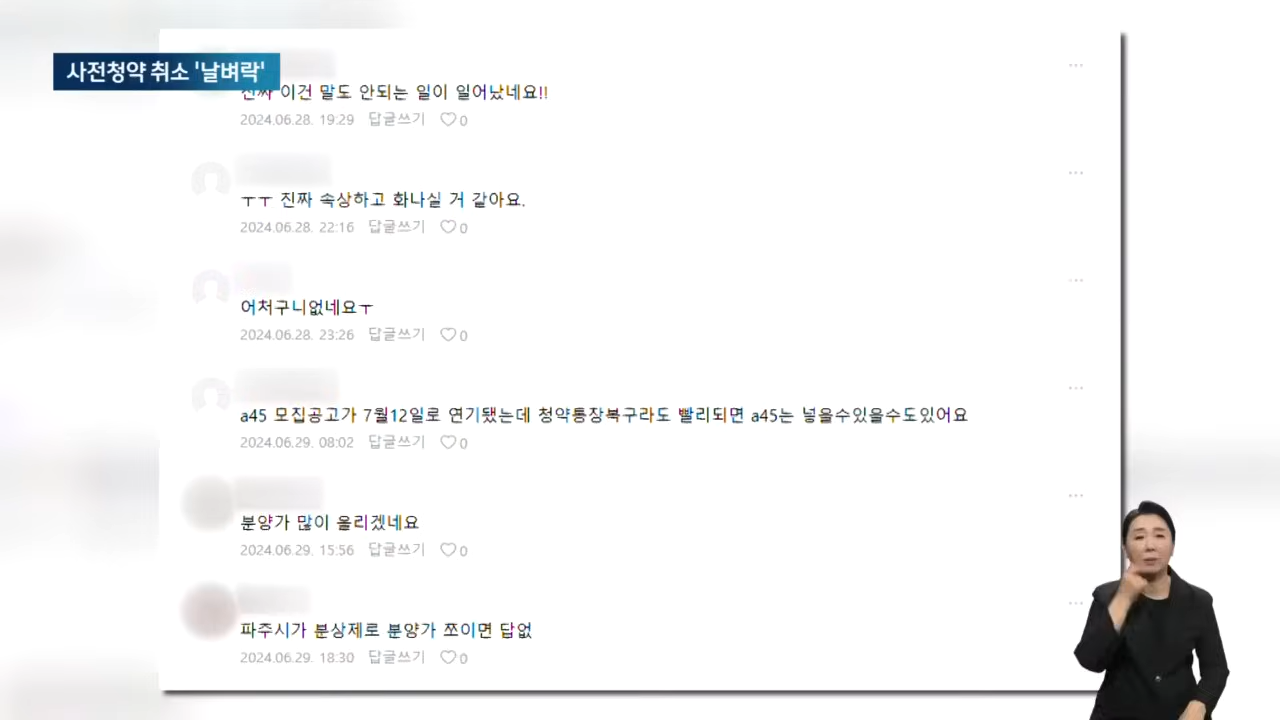 사전청약 취소 '날벼락'
진짜 이건 말도 안되는 일이 일어났네요!!
2024.06.28. 19:29 답글쓰기 0
ㅜㅜ 진짜 속상하고 화나실 거 같아요.
2024.06.28. 22:16 답글쓰기 0
어처구니없네요ㅜ
2024.06.28. 23:26 답글쓰기 0
a45 모집공고가 7월12일로 연기됐는데 청약통장복구라도 빨리되면 a45는 넣을수있을수도있어요
2024.06.29. 08:02 답글쓰기 0
분양가 많이 올리겠네요
2024.06.29. 15:56 답글쓰기 0
파주시가 분상제로 분양가 쪼이면 답없
2024.06.29. 18:30 답글쓰기 0